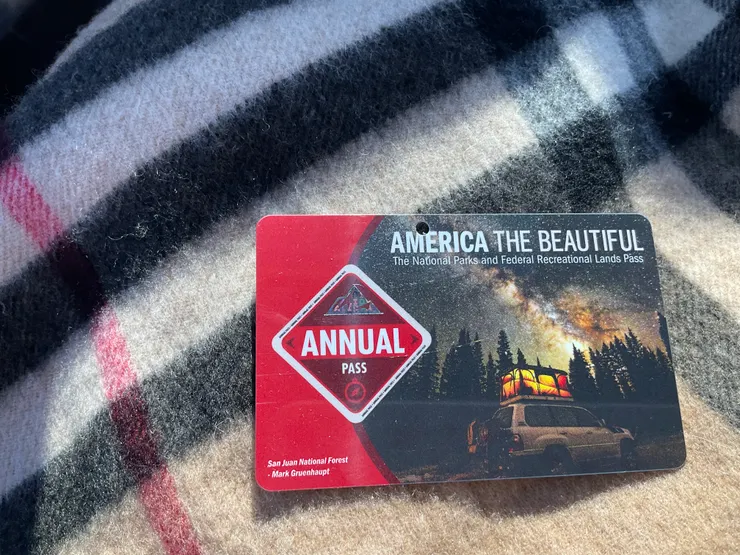 AMERICA THE BEAUTIFUL
The National Parks and Federal Recreational Lands Pass
ANNUAL
PASS
San Juan National Forest
- Mark Gruenhaupt